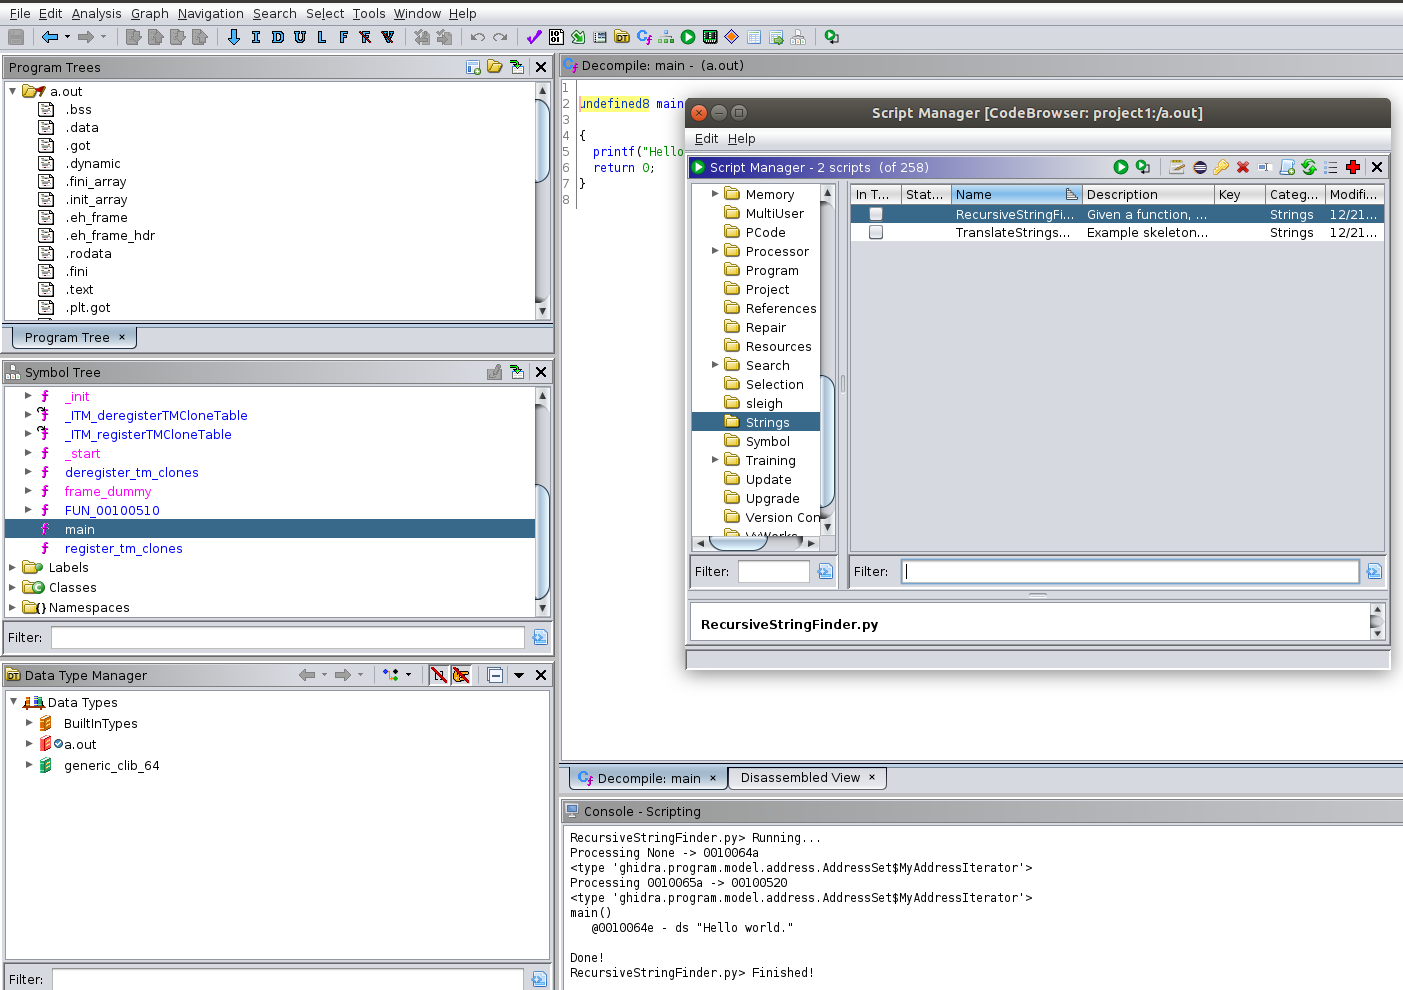 File Edit Analysis Graph Navigation Search Select Tools Window Help
I D U L F F V
Program Trees
a.out
.bss
.data
.got
.dynamic
.fini_array
.init_array
.eh_frame
.eh_frame_hdr
.rodata
.fini
.text
.plt.got
Program Tree ×
Symbol Tree
_init
_ITM_deregisterTMCloneTable
_ITM_registerTMCloneTable
_start
deregister_tm_clones
frame_dummy
FUN_00100510
main
register_tm_clones
Labels
Classes
Namespaces
Filter:
Data Type Manager
Data Types
BuiltInTypes
a.out
generic_clib_64
Filter:
Decompile: main - (a.out)
1
2 undefined8 main
3
4 {
5 printf("Hello
6 return 0;
7 }
8
Script Manager [CodeBrowser: project1:/a.out]
Edit Help
Script Manager - 2 scripts (of 258)
Memory
MultiUser
PCode
Processor
Program
Project
References
Repair
Resources
Search
Selection
sleigh
Strings
Symbol
Training
Update
Upgrade
Version Con
VxWorks
Filter:
In T... Stat... Name Description Key Categ... Modifi...
RecursiveStringFi... Given a function, ... Strings 12/21...
TranslateStrings... Example skeleton... Strings 12/21...
Filter:
RecursiveStringFinder.py
Decompile: main × Disassembled View ×
Console - Scripting
RecursiveStringFinder.py> Running...
Processing None -> 0010064a
<type 'ghidra.program.model.address.AddressSet$MyAddressIterator'>
Processing 0010065a -> 00100520
<type 'ghidra.program.model.address.AddressSet$MyAddressIterator'>
main()
@0010064e - ds "Hello world."
Done!
RecursiveStringFinder.py> Finished!